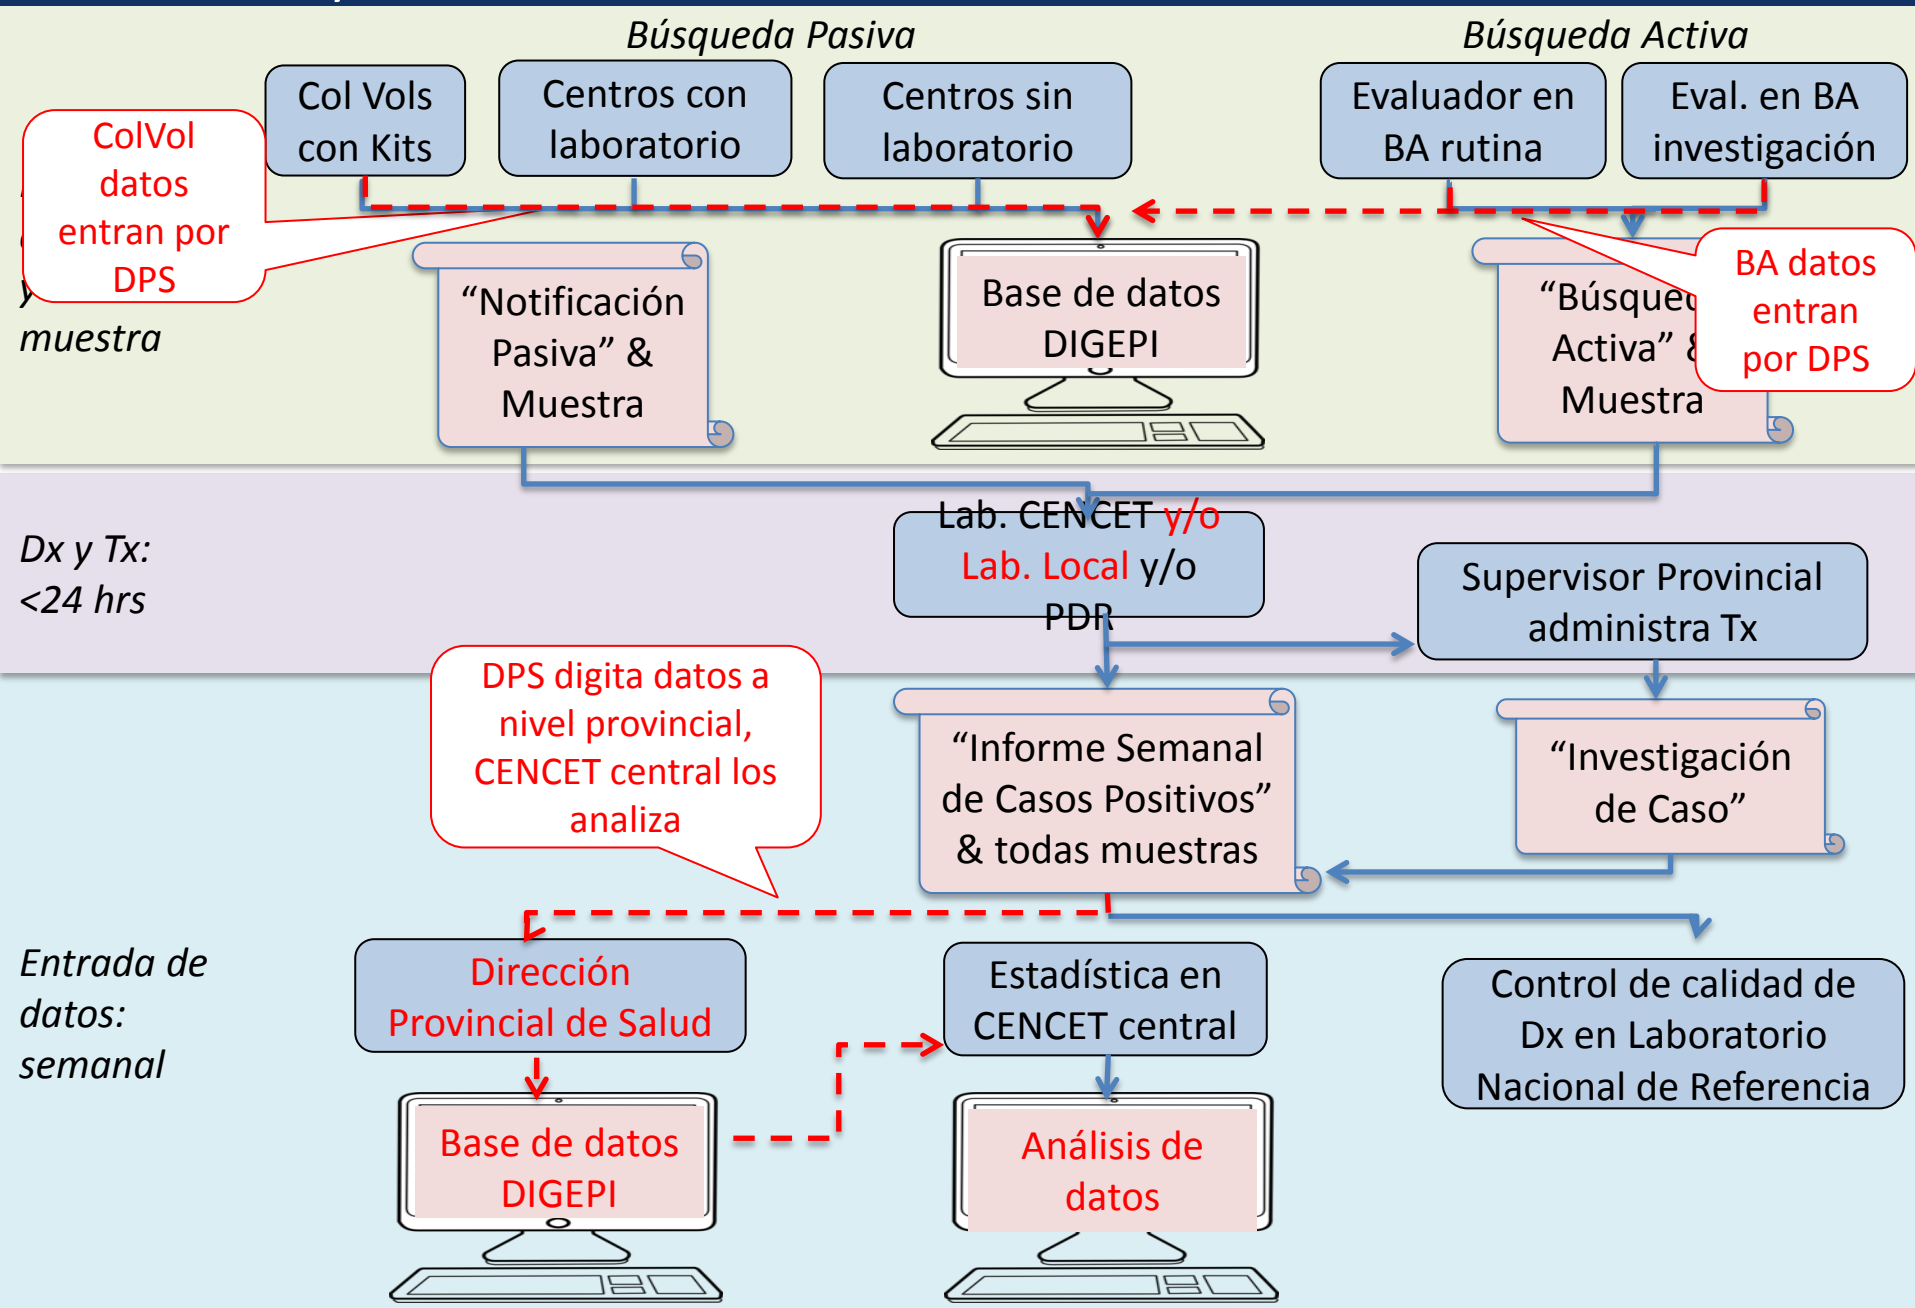 Búsqueda Pasiva
Búsqueda Activa
Col Vols
con Kits
Centros con
laboratorio
Centros sin
laboratorio
Evaluador en
BA rutina
Eval. en BA
investigación
ColVol
datos
entran por
DPS
muestra
“Notificación
Pasiva” &
Muestra
Base de datos
DIGEPI
Activa”
Muestra
BA datos
entran
por DPS
Dx y Tx:
<24 hrs
Lab. CENCET y/o
Lab. Local y/o
PDR
Supervisor Provincial
administra Tx
DPS digita datos a
nivel provincial,
CENCET central los
analiza
“Informe Semanal
de Casos Positivos”
& todas muestras
“Investigación
de Caso”
Entrada de
datos:
semanal
Dirección
Provincial de Salud
Estadística en
CENCET central
Control de calidad de
Dx en Laboratorio
Nacional de Referencia
Base de datos
DIGEPI
Análisis de
datos